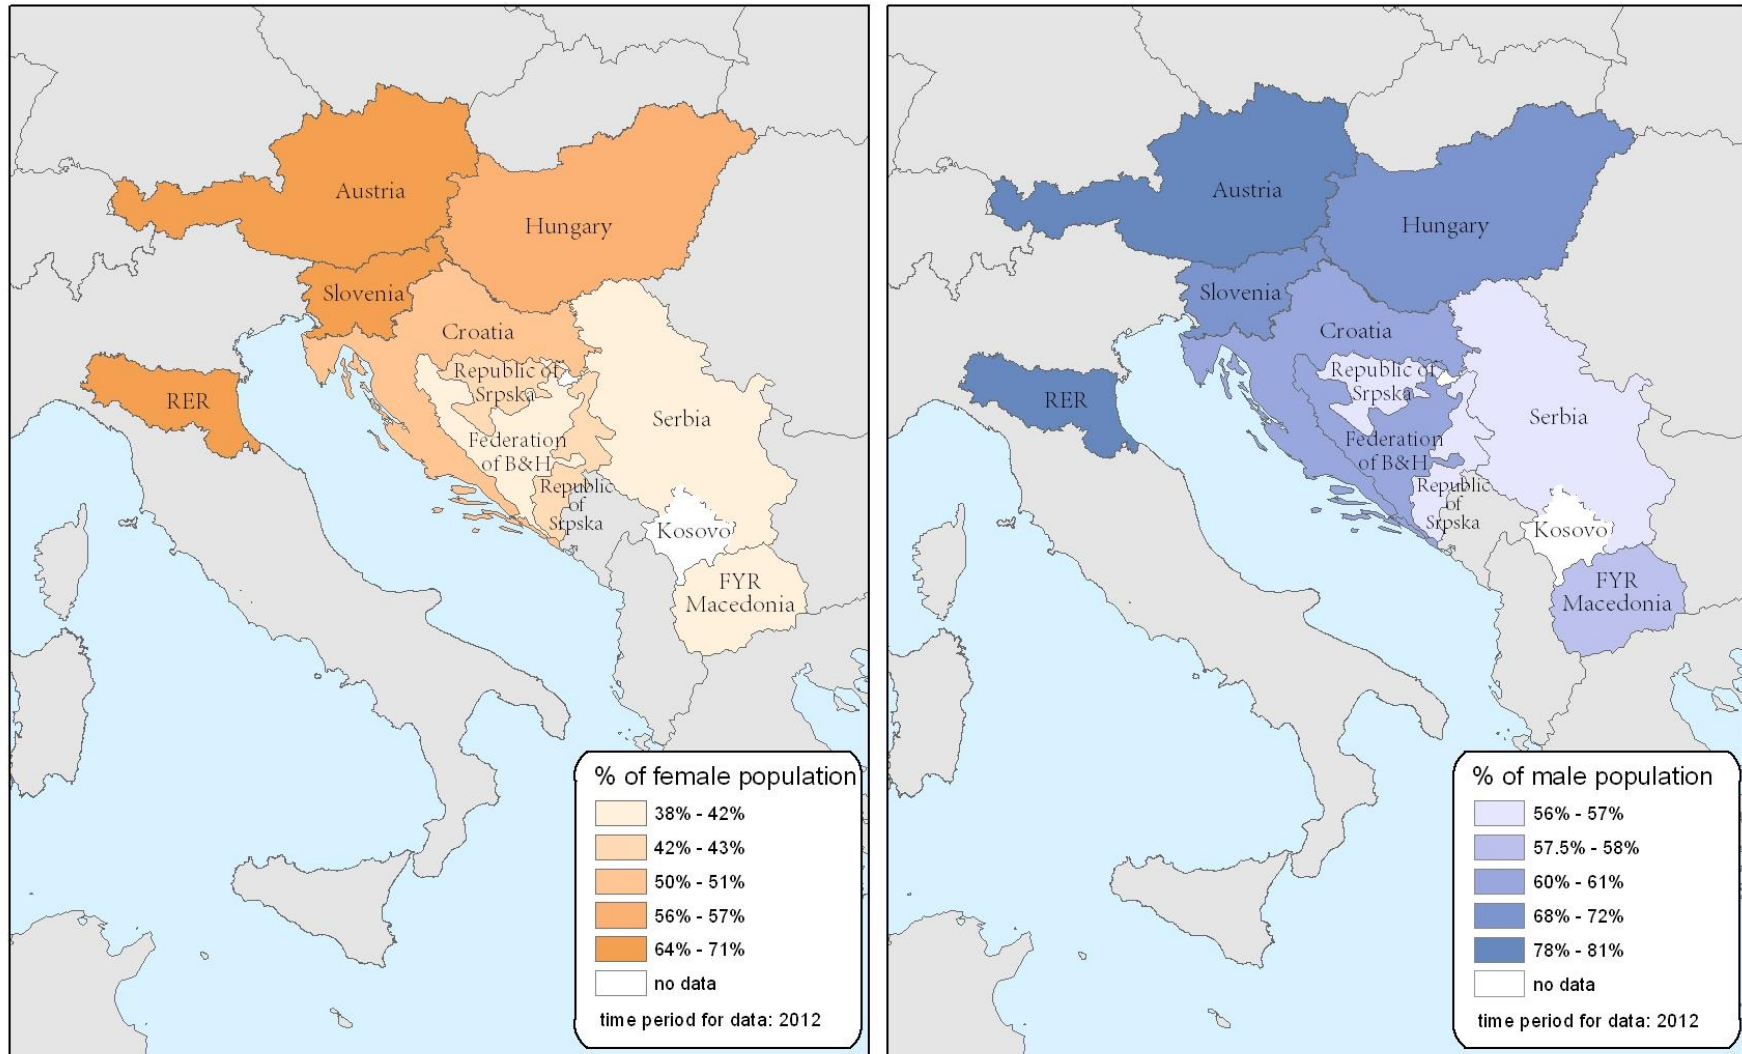 Austria
Hungary
Slovenia
Croatia
Republic of
Srpska
RER
Serbia
Federation
of B&H
Republic
of
Srpska
Kosovo
FYR
Macedonia
% of female population
38% - 42%
42% - 43%
50% - 51%
56% - 57%
64% - 71%
no data
time period for data: 2012
Austria
Hungary
Slovenia
Croatia
Republic of
Srpska
RER
Serbia
Federation
of B&H
Republic
of
Srpska
Kosovo
FYR
Macedonia
% of male population
56% - 57%
57.5% - 58%
60% - 61%
68% - 72%
78% - 81%
no data
time period for data: 2012